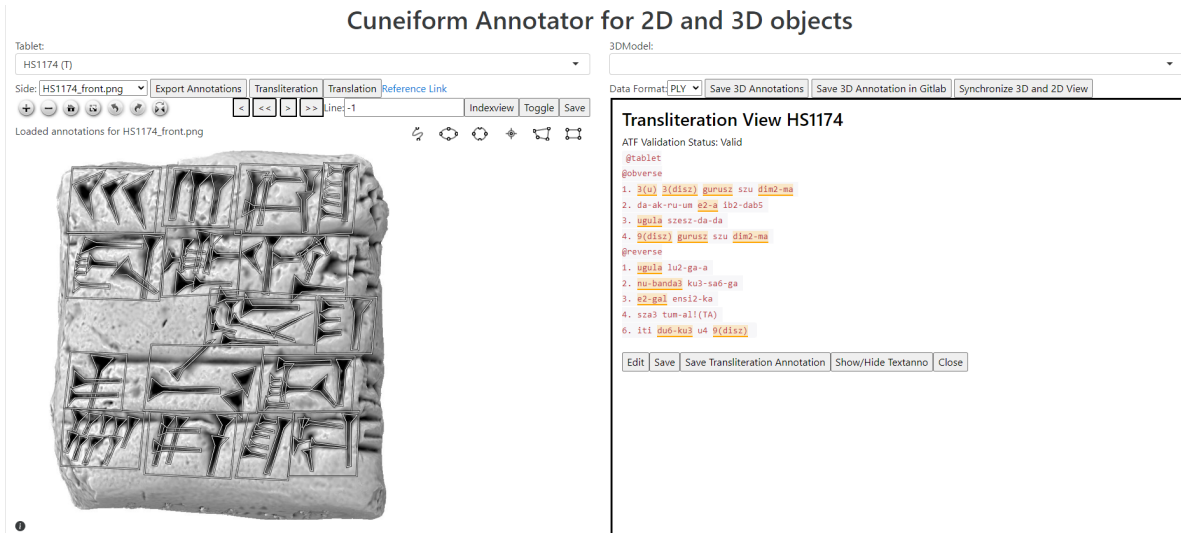 Cuneiform Annotator for 2D and 3D objects
Tablet:
HS1174 (T)
Side: HS1174_front.png Export Annotations Transliteration Translation Reference Link
< << > >> Line: -1 Indexview Toggle Save
Loaded annotations for HS1174_front.png
3DModel:
Data Format: PLY Save 3D Annotations Save 3D Annotation in Gitlab Synchronize 3D and 2D View
Transliteration View HS1174
ATF Validation Status: Valid
@tablet
@obverse
1. 3(u) 3(disz) gurusz szu dim2-ma
2. da-ak-ru-um e2-a ib2-dab5
3. ugula szesz-da-da
4. 9(disz) gurusz szu dim2-ma
@reverse
1. ugula lu2-ga-a
2. nu-banda3 ku3-sa6-ga
3. e2-gal ensi2-ka
4. sza3 tum-al!(TA)
6. iti du6-ku3 u4 9(disz)
Edit Save Save Transliteration Annotation Show/Hide Textanno Close